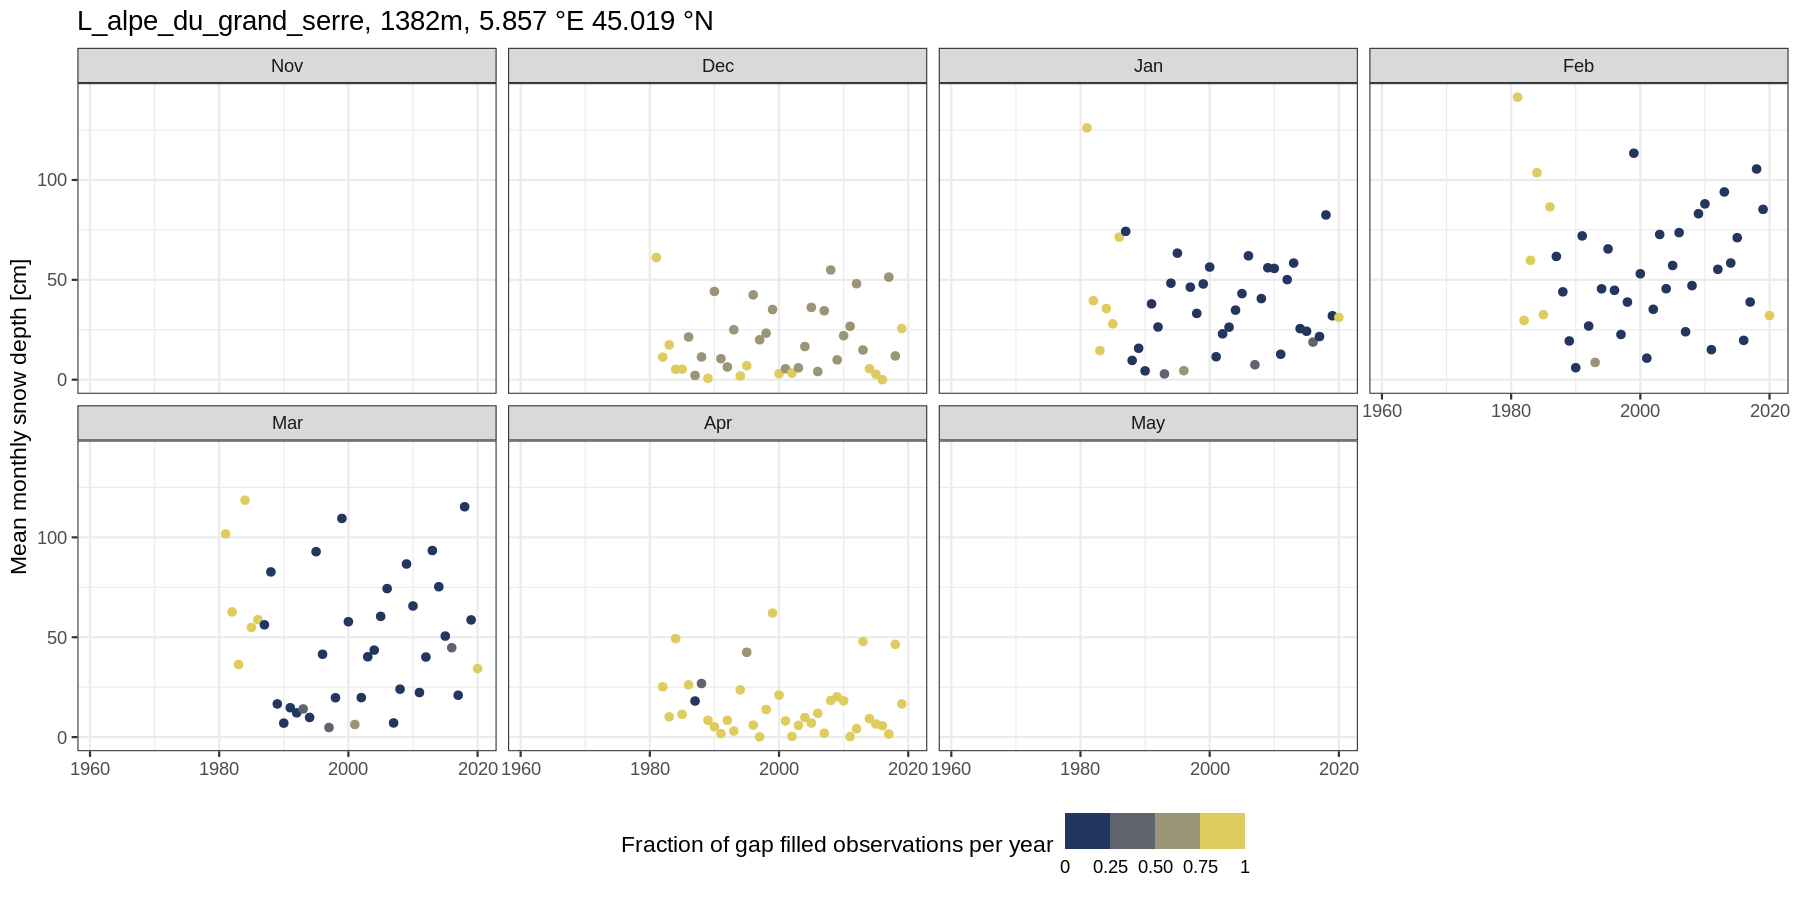 L_alpe_du_grand_serre, 1382m, 5.857 °E 45.019 °N
Nov
Dec
Jan
Feb
100
50
0
1960
1980
2000
2020
Mean monthly snow depth [cm]
Mar
Apr
May
100
50
0
1960
1980
2000
2020
1960
1980
2000
2020
1960
1980
2000
2020
Fraction of gap filled observations per year
0
0.25
0.50
0.75
1